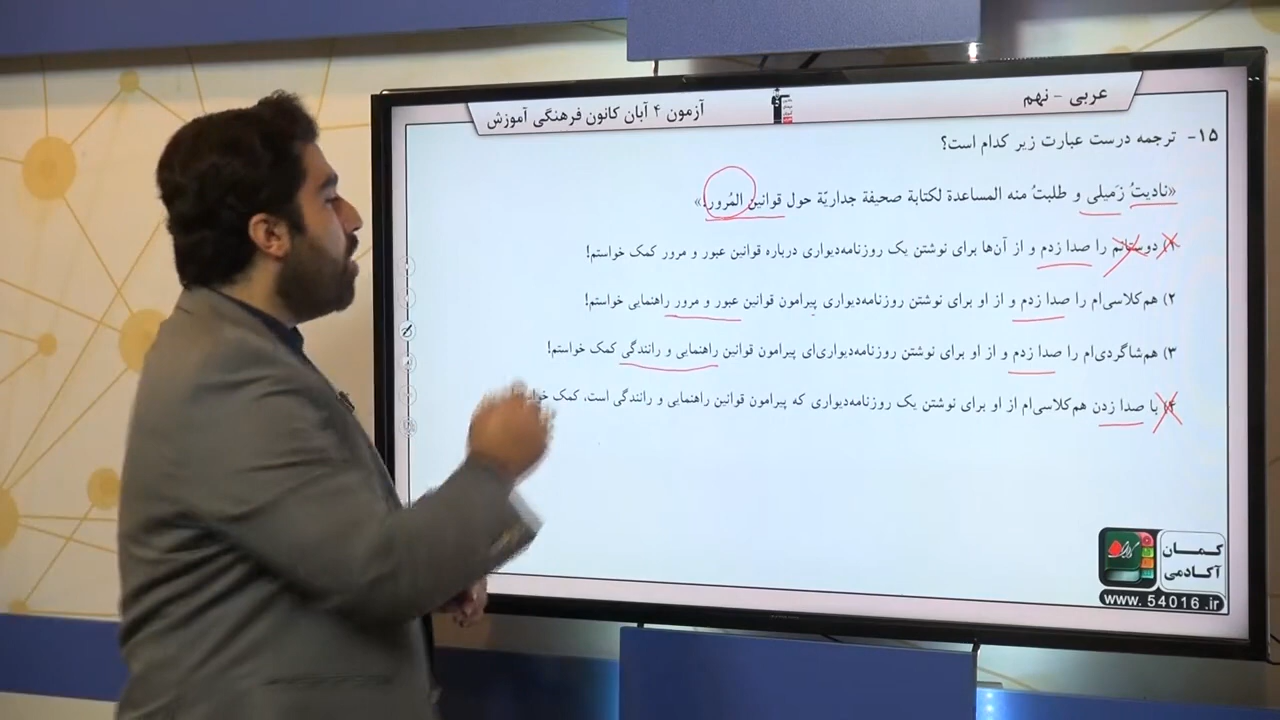 عربی - نهم
آزمون ۴ آبان کانون فرهنگی آموزش
۱۵- ترجمه درست عبارت زیر کدام است؟
«نادیتُ زَمیلی و طلبتُ منه المساعدة لکتابة صحیفة جداریّة حول قوانین المُرور!»
۱) دوستانم را صدا زدم و از آن‌ها برای نوشتن یک روزنامه‌دیواری درباره قوانین عبور و مرور کمک خواستم!
۲) هم‌کلاسی‌ام را صدا زدم و از او برای نوشتن روزنامه‌دیواری پیرامون قوانین عبور و مرور راهنمایی خواستم!
۳) هم‌شاگردی‌ام را صدا زدم و از او برای نوشتن روزنامه‌دیواری‌ای پیرامون قوانین راهنمایی و رانندگی کمک خواستم!
۴) با صدا زدن هم‌کلاسی‌ام از او برای نوشتن یک روزنامه‌دیواری که پیرامون قوانین راهنمایی و رانندگی است، کمک
کمان
آکادمی
www. 54016 .ir